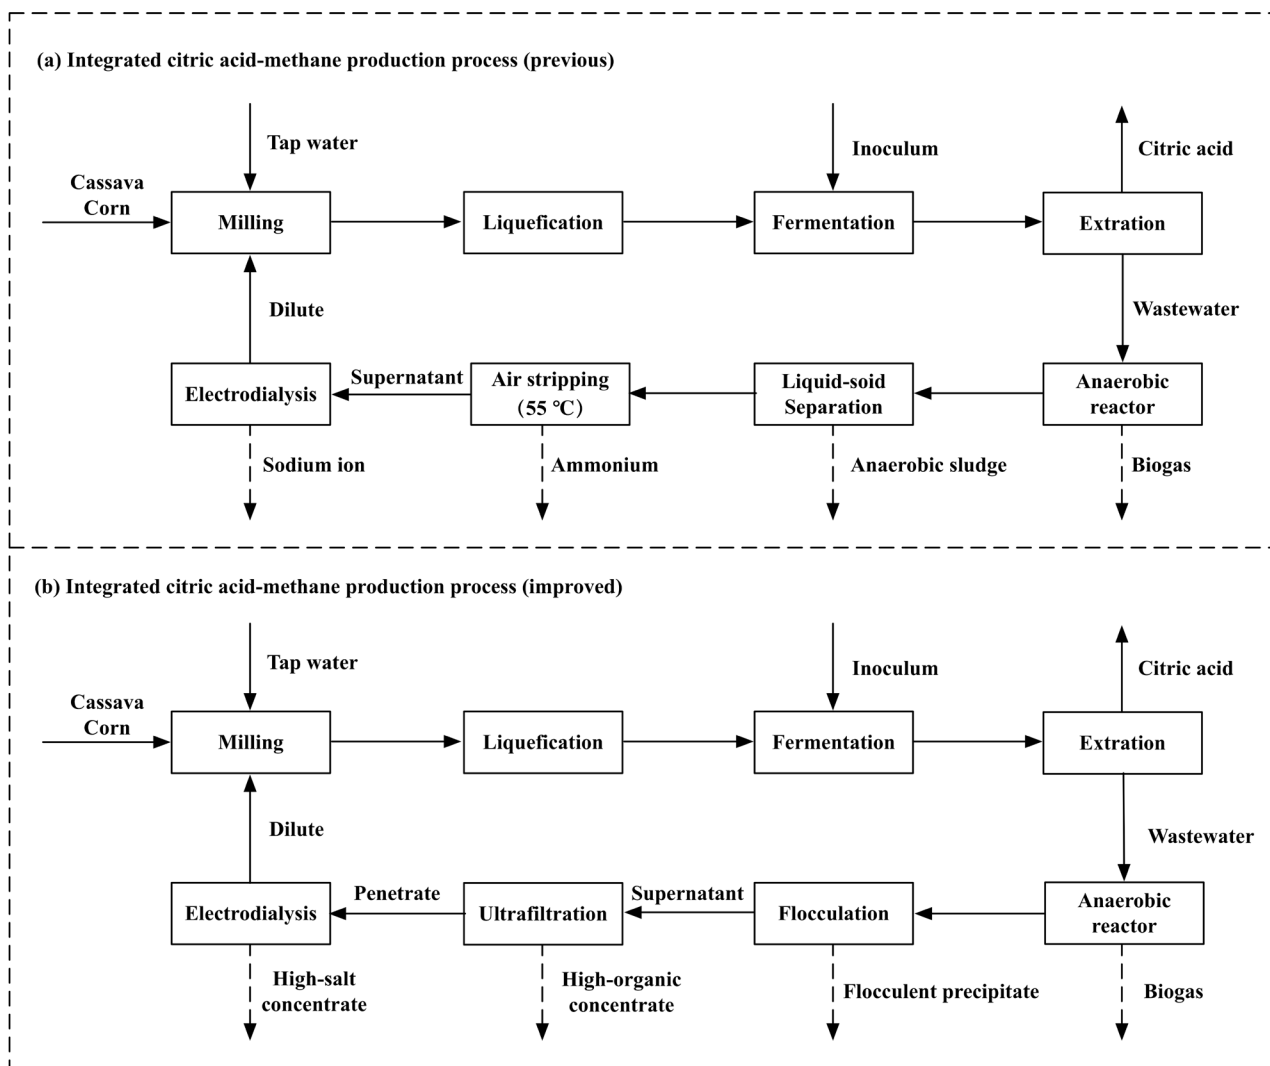 (a) Integrated citric acid-methane production process (previous)
Tap water
Inoculum
Citric acid
Cassava
Corn
Milling
Liquefication
Fermentation
Extration
Dilute
Wastewater
Electrodialysis
Supernatant
Air stripping
(55 ℃)
Liquid-soid
Separation
Anaerobic
reactor
Sodium ion
Ammonium
Anaerobic sludge
Biogas
(b) Integrated citric acid-methane production process (improved)
Tap water
Inoculum
Citric acid
Cassava
Corn
Milling
Liquefication
Fermentation
Extration
Dilute
Wastewater
Electrodialysis
Penetrate
Ultrafiltration
Supernatant
Flocculation
Anaerobic
reactor
High-salt
concentrate
High-organic
concentrate
Flocculent precipitate
Biogas